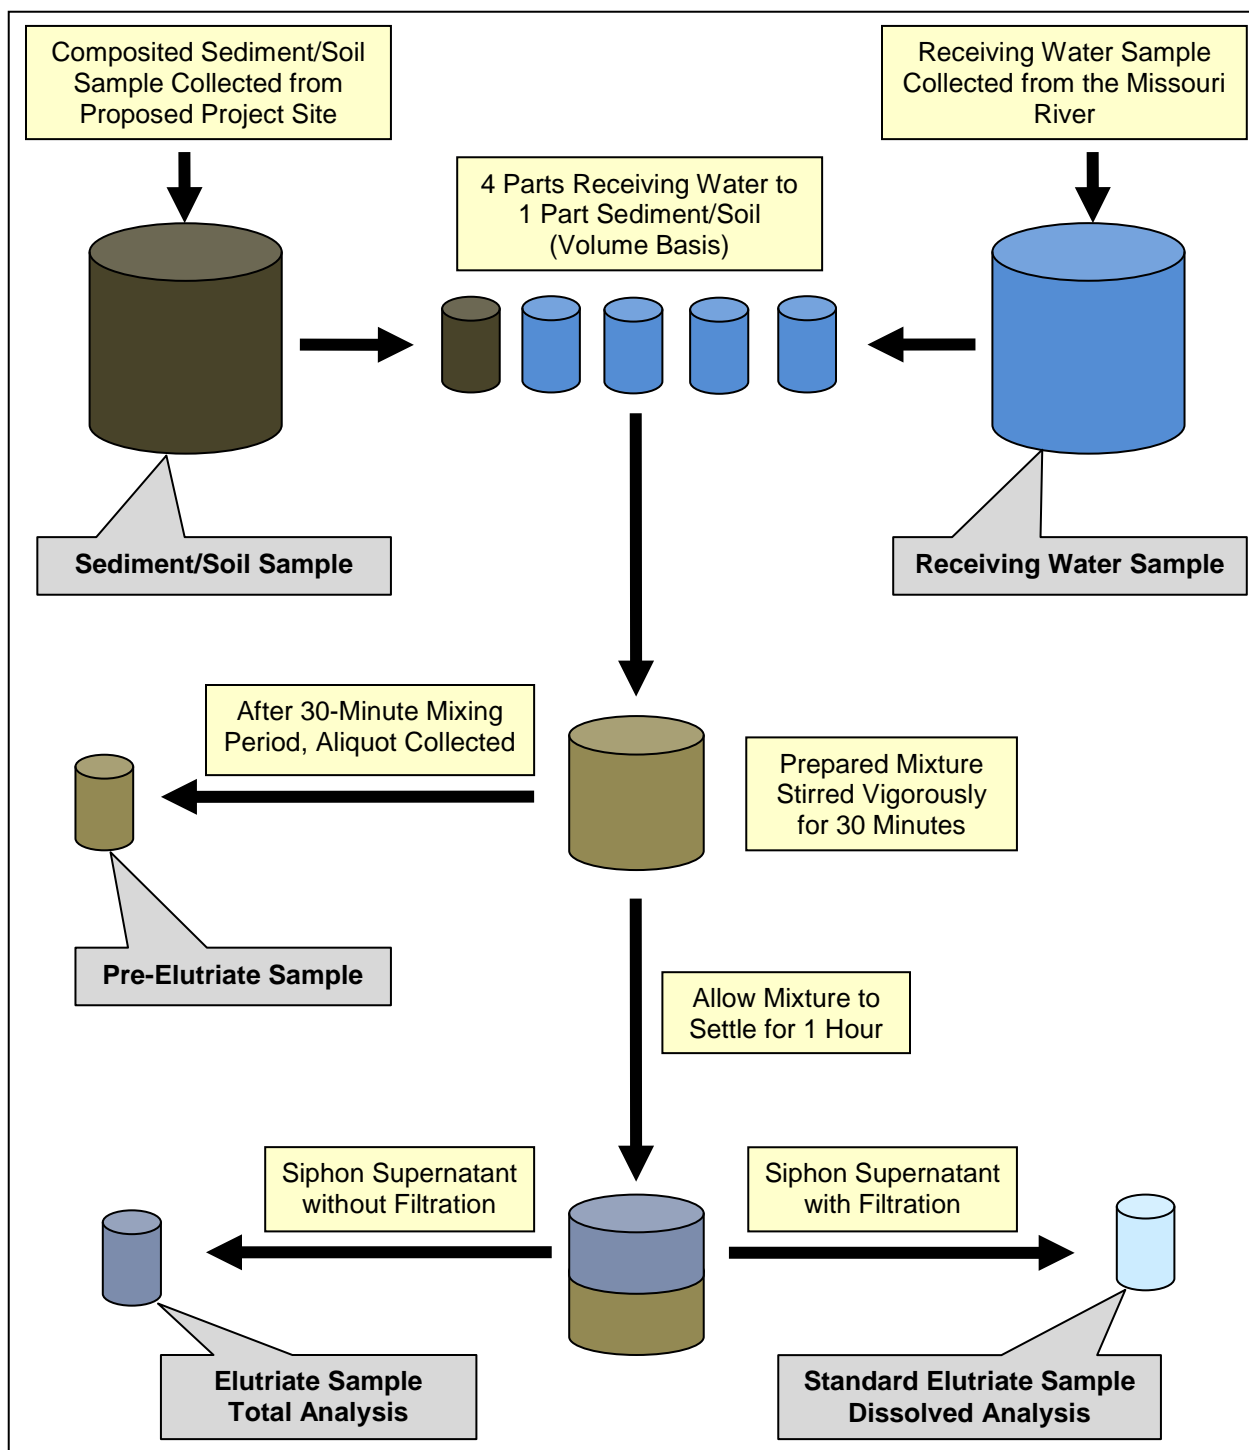 Composited Sediment/Soil
Sample Collected from
Proposed Project Site
Receiving Water Sample
Collected from the Missouri
River
4 Parts Receiving Water to
1 Part Sediment/Soil
(Volume Basis)
Sediment/Soil Sample
Receiving Water Sample
After 30-Minute Mixing
Period, Aliquot Collected
Prepared Mixture
Stirred Vigorously
for 30 Minutes
Pre-Elutriate Sample
Allow Mixture to
Settle for 1 Hour
Siphon Supernatant
without Filtration
Siphon Supernatant
with Filtration
Elutriate Sample
Total Analysis
Standard Elutriate Sample
Dissolved Analysis